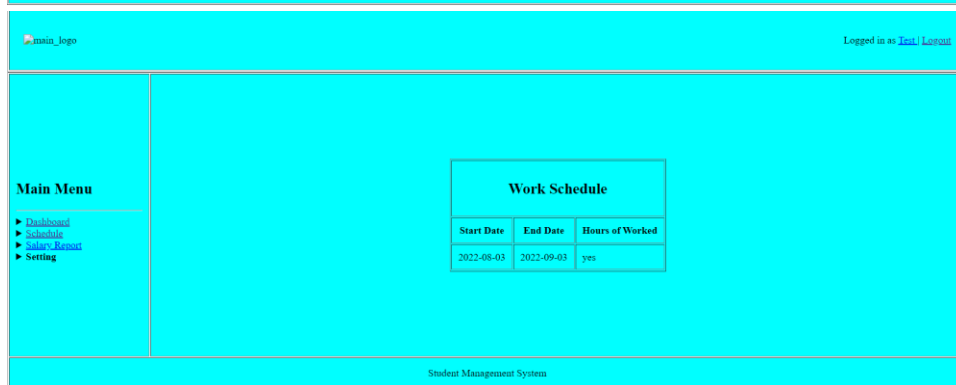 main_logo
Logged in as Test | Logout
Main Menu
Dashboard
Schedule
Salary Report
Setting
Work Schedule
Start Date End Date Hours of Worked
2022-08-03 2022-09-03 yes
Student Management System